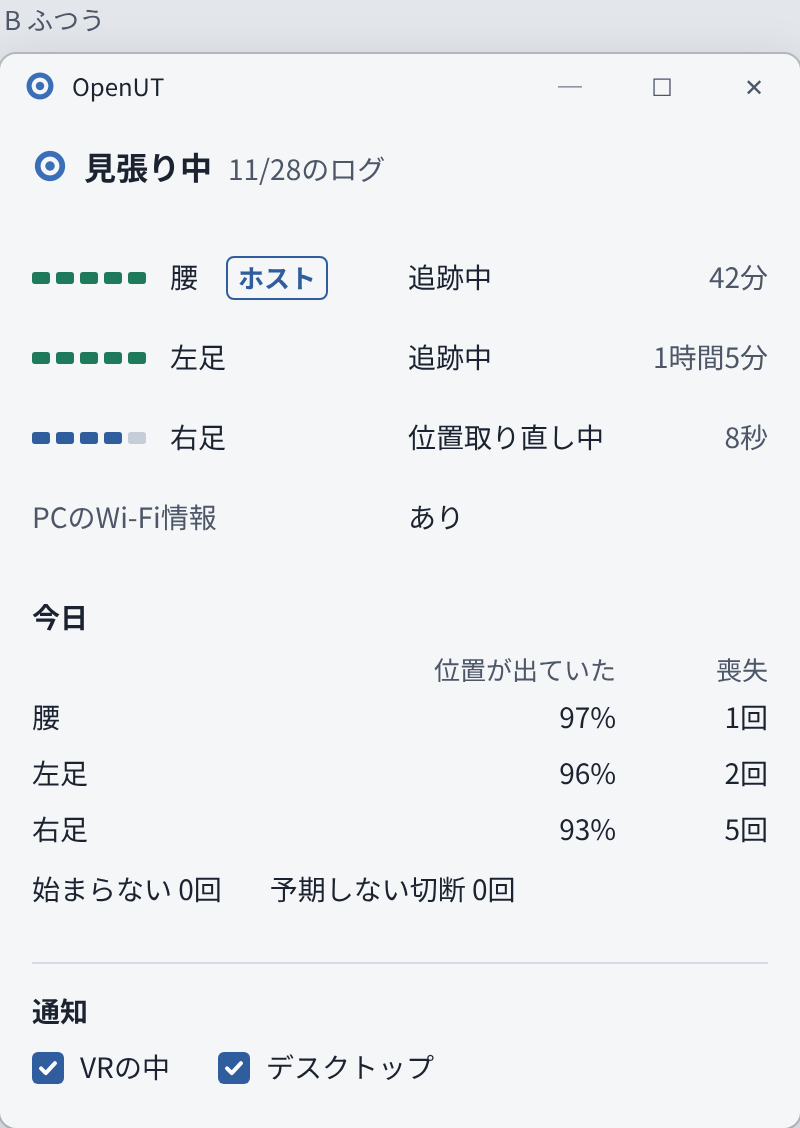 B ふつう
OpenUT
見張り中 11/28のログ
腰 ホスト 追跡中 42分
左足 追跡中 1時間5分
右足 位置取り直し中 8秒
PCのWi-Fi情報 あり
今日
位置が出ていた 喪失
腰 97% 1回
左足 96% 2回
右足 93% 5回
始まらない 0回 予期しない切断 0回
通知
VRの中 デスクトップ